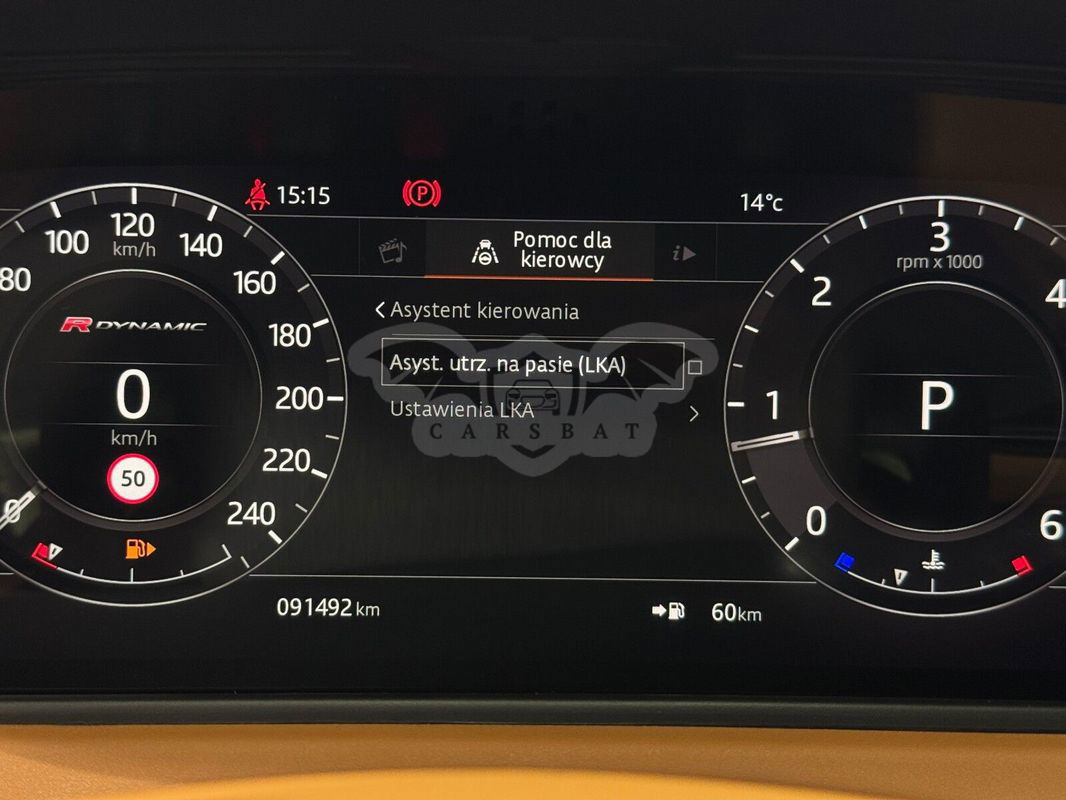 15:15
P
14°c
80
100
120
140
km/h
160
180
200
220
240
0
R DYNAMIC
0
km/h
50
Pomoc dla
kierowcy
i
Asystent kierowania
Asyst. utrz. na pasie (LKA)
Ustawienia LKA
CARSBAT
0
1
2
3
4
6
rpm x 1000
P
091492 km
60km